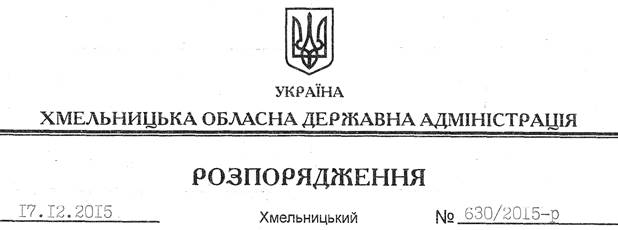 УКРАЇНА
ХМЕЛЬНИЦЬКА ОБЛАСНА ДЕРЖАВНА АДМІНІСТРАЦІЯ
РОЗПОРЯДЖЕННЯ
17.12.2015 Хмельницький № 630/2015-р